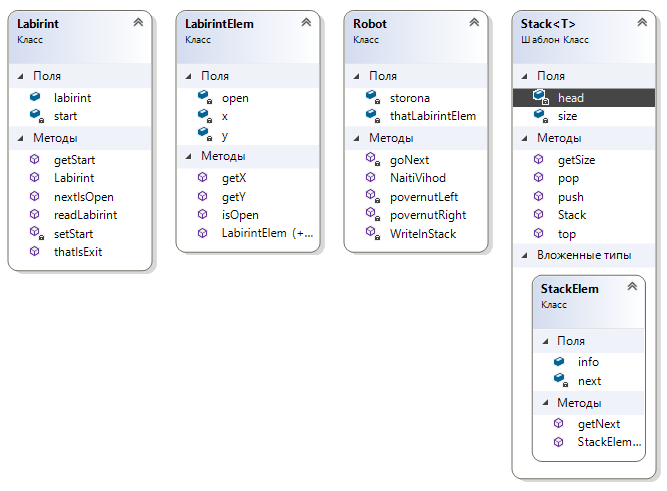 Labirint
Класс
Поля
labirint
start
Методы
getStart
Labirint
nextIsOpen
readLabirint
setStart
thatIsExit
LabirintElem
Класс
Поля
open
x
y
Методы
getX
getY
isOpen
LabirintElem (+...
Robot
Класс
Поля
storona
thatLabirintElem
Методы
goNext
NaitiVihod
povernutLeft
povernutRight
WriteInStack
Stack<T>
Шаблон Класс
Поля
head
size
Методы
getSize
pop
push
Stack
top
Вложенные типы
StackElem
Класс
Поля
info
next
Методы
getNext
StackElem...